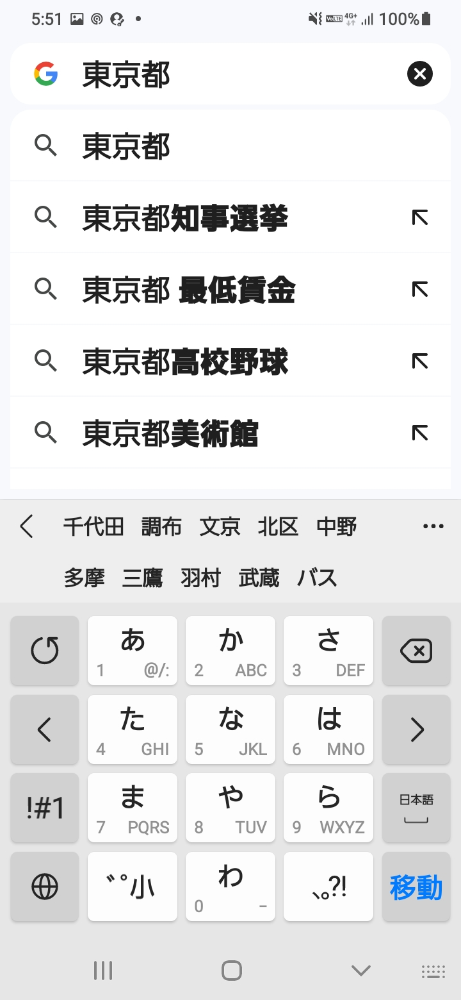 5:51 VoLTE 4G+ 100%
東京都
東京都
東京都知事選挙
東京都 最低賃金
東京都高校野球
東京都美術館
千代田 調布 文京 北区 中野 ...
多摩 三鷹 羽村 武蔵 バス
あ か さ
1 @/: 2 ABC 3 DEF
た な は
4 GHI 5 JKL 6 MNO
!#1 ま や ら 日本語
7 PQRS 8 TUV 9 WXYZ
゛゜小 わ 、。?! 移動
0 –